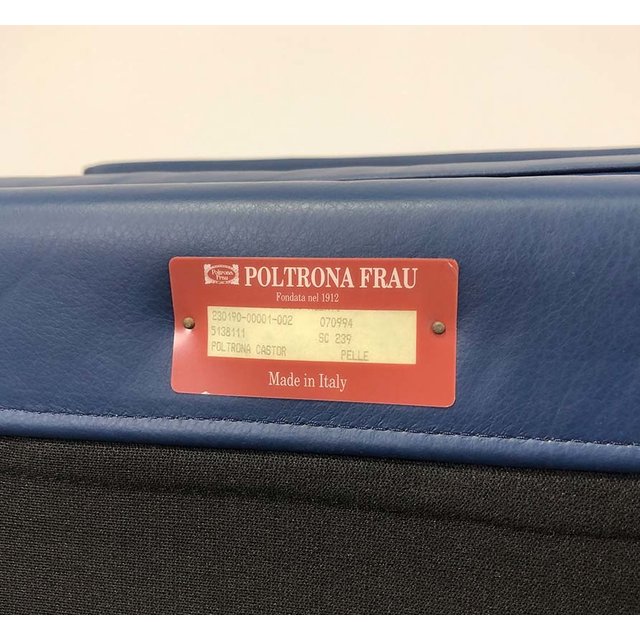 Poltrona
Frau
POLTRONA FRAU
Fondata nel 1912
230190-00001-002 070994
5138111 SC 239
POLTRONA CASTOR PELLE
Made in Italy